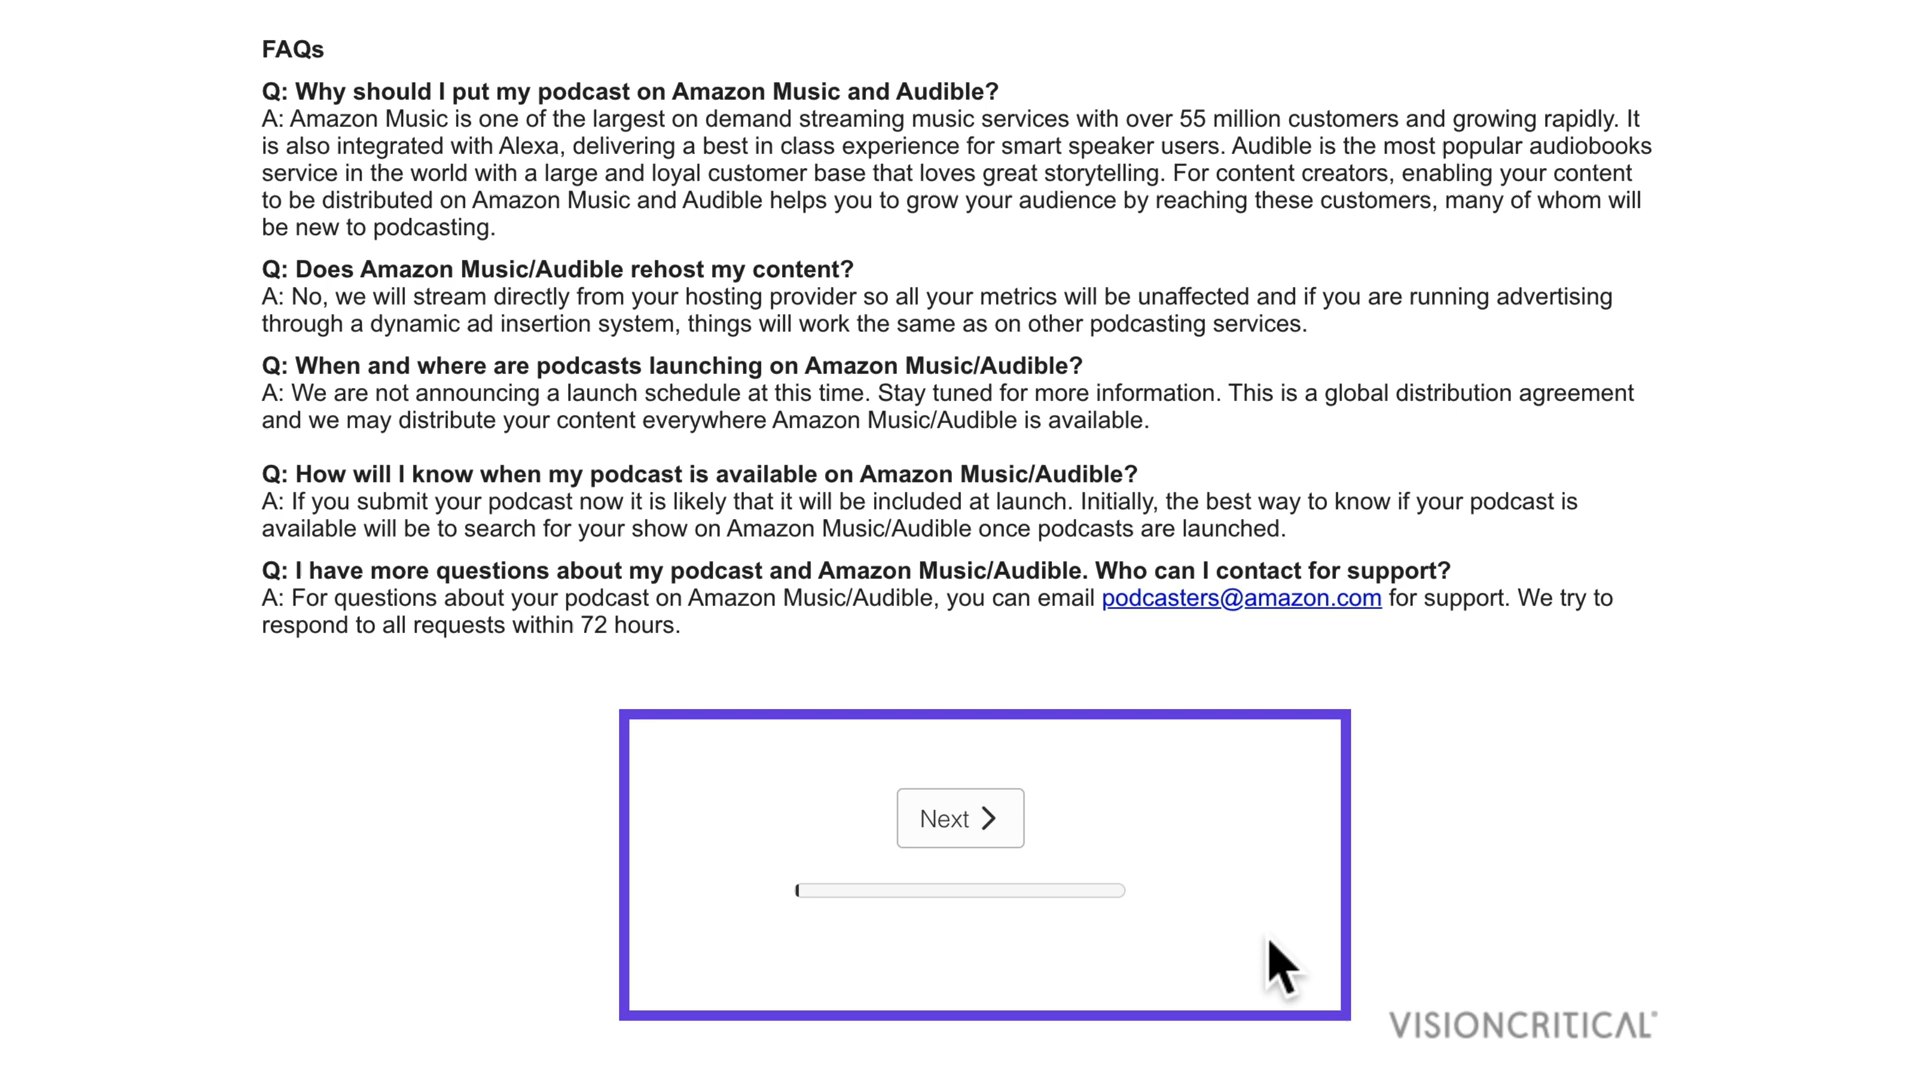 FAQs
Q: Why should I put my podcast on Amazon Music and Audible?
A: Amazon Music is one of the largest on demand streaming music services with over 55 million customers and growing rapidly. It
is also integrated with Alexa, delivering a best in class experience for smart speaker users. Audible is the most popular audiobooks
service in the world with a large and loyal customer base that loves great storytelling. For content creators, enabling your content
to be distributed on Amazon Music and Audible helps you to grow your audience by reaching these customers, many of whom will
be new to podcasting.
Q: Does Amazon Music/Audible rehost my content?
A: No, we will stream directly from your hosting provider so all your metrics will be unaffected and if you are running advertising
through a dynamic ad insertion system, things will work the same as on other podcasting services.
Q: When and where are podcasts launching on Amazon Music/Audible?
A: We are not announcing a launch schedule at this time. Stay tuned for more information. This is a global distribution agreement
and we may distribute your content everywhere Amazon Music/Audible is available.
Q: How will I know when my podcast is available on Amazon Music/Audible?
A: If you submit your podcast now it is likely that it will be included at launch. Initially, the best way to know if your podcast is
available will be to search for your show on Amazon Music/Audible once podcasts are launched.
Q: I have more questions about my podcast and Amazon Music/Audible. Who can I contact for support?
A: For questions about your podcast on Amazon Music/Audible, you can email podcasters@amazon.com for support. We try to
respond to all requests within 72 hours.
Next
VISIONCRITICAL®